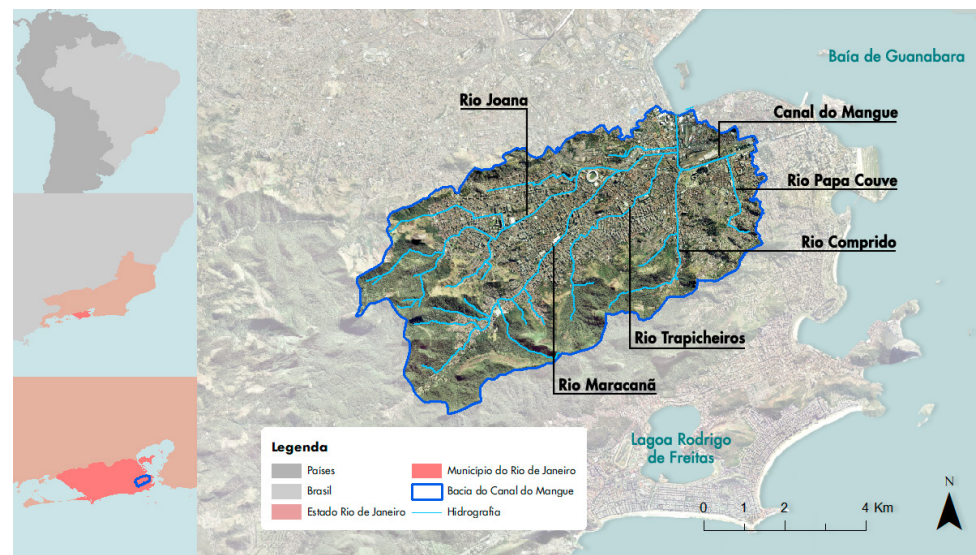 Baía de Guanabara
Rio Joana
Canal do Mangue
Rio Papa Couve
Rio Comprido
Rio Trapicheiros
Rio Maracanã
Lagoa Rodrigo
de Freitas
Legenda
Países
Brasil
Estado Rio de Janeiro
Município do Rio de Janeiro
Bacia do Canal do Mangue
Hidrografia
0 1 2 4 Km
N